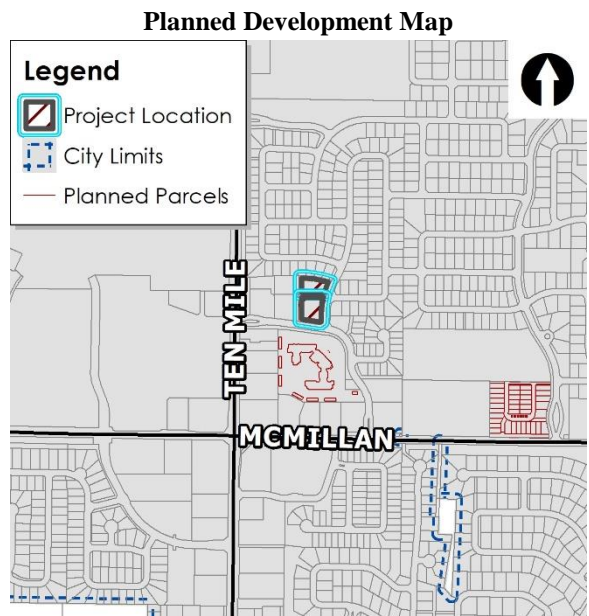 Planned Development Map
Legend
Project Location
City Limits
Planned Parcels
TEN MILE
MCMILLAN